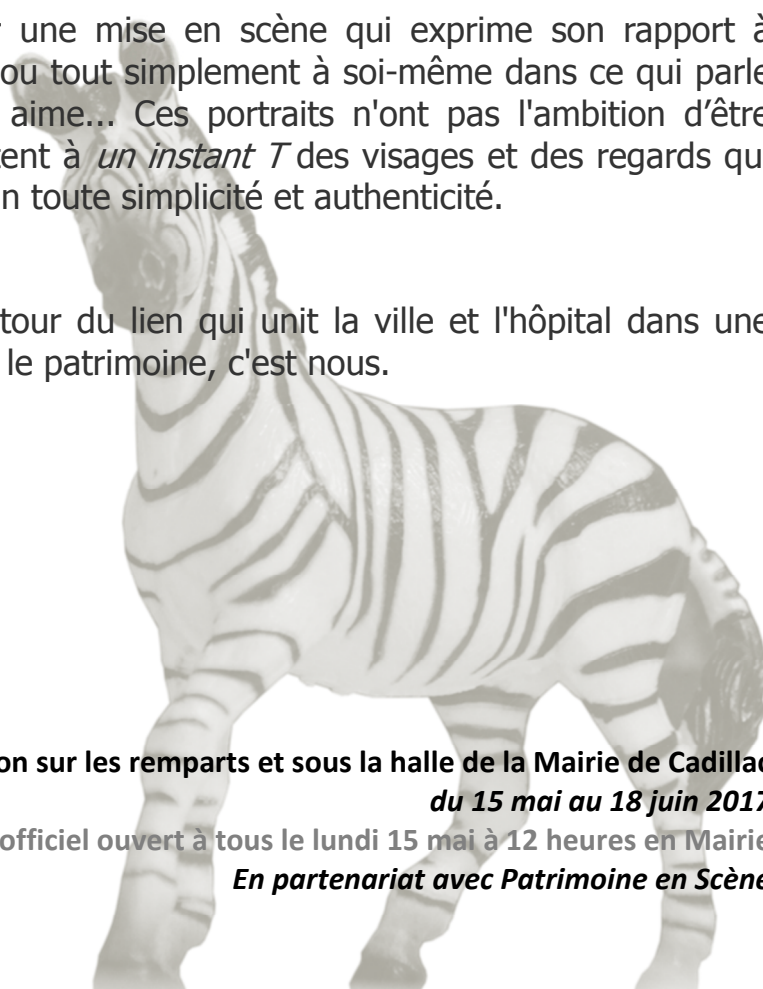 une mise en scène qui exprime son rapport à
ou tout simplement à soi-même dans ce qui parle
aime... Ces portraits n'ont pas l'ambition d’être
tent à un instant T des visages et des regards qui
n toute simplicité et authenticité.
tour du lien qui unit la ville et l'hôpital dans une
le patrimoine, c'est nous.
on sur les remparts et sous la halle de la Mairie de Cadillac
du 15 mai au 18 juin 2017
officiel ouvert à tous le lundi 15 mai à 12 heures en Mairie
En partenariat avec Patrimoine en Scène